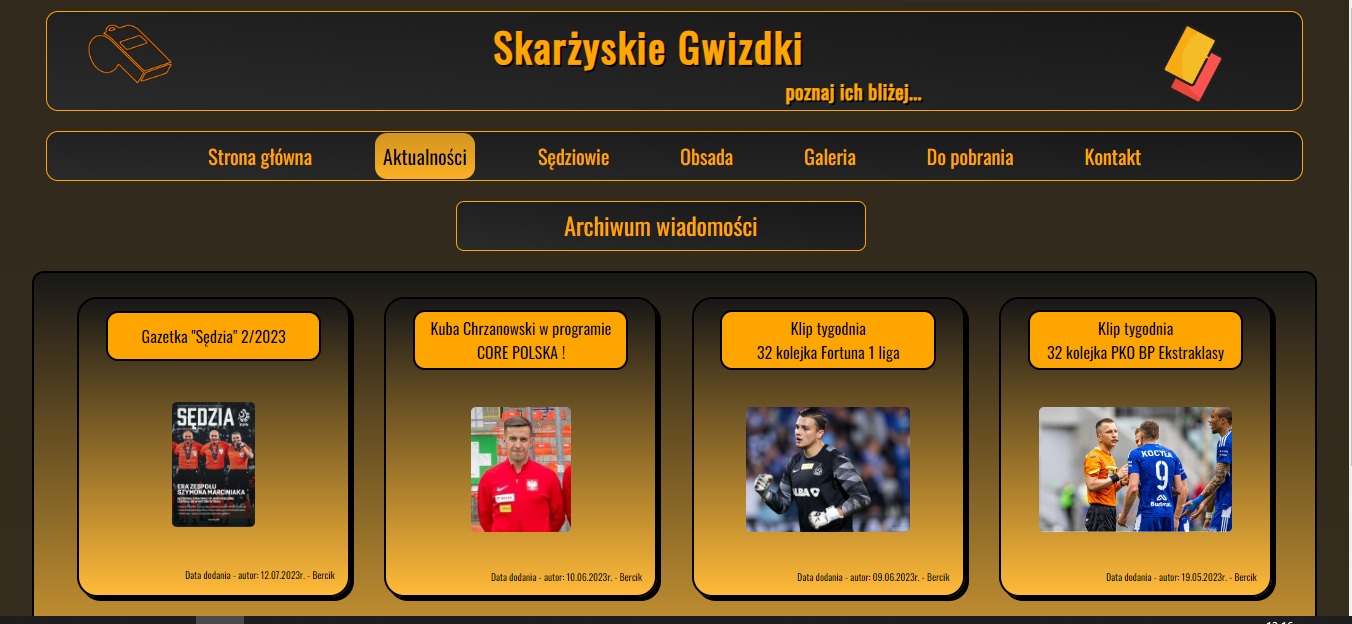 Skarżyskie Gwizdki
poznaj ich bliżej...
Strona główna
Aktualności
Sędziowie
Obsada
Galeria
Do pobrania
Kontakt
Archiwum wiadomości
Gazetka "Sędzia" 2/2023
SĘDZIA
ERA ZESPOŁU
SZYMONA MARCINIAKA
Data dodania - autor: 12.07.2023r. - Bercik
Kuba Chrzanowski w programie
CORE POLSKA !
Data dodania - autor: 10.06.2023r. - Bercik
Klip tygodnia
32 kolejka Fortuna 1 liga
Data dodania - autor: 09.06.2023r. - Bercik
Klip tygodnia
32 kolejka PKO BP Ekstraklasy
KOCYŁA
9
Budimex
Data dodania - autor: 19.05.2023r. - Bercik